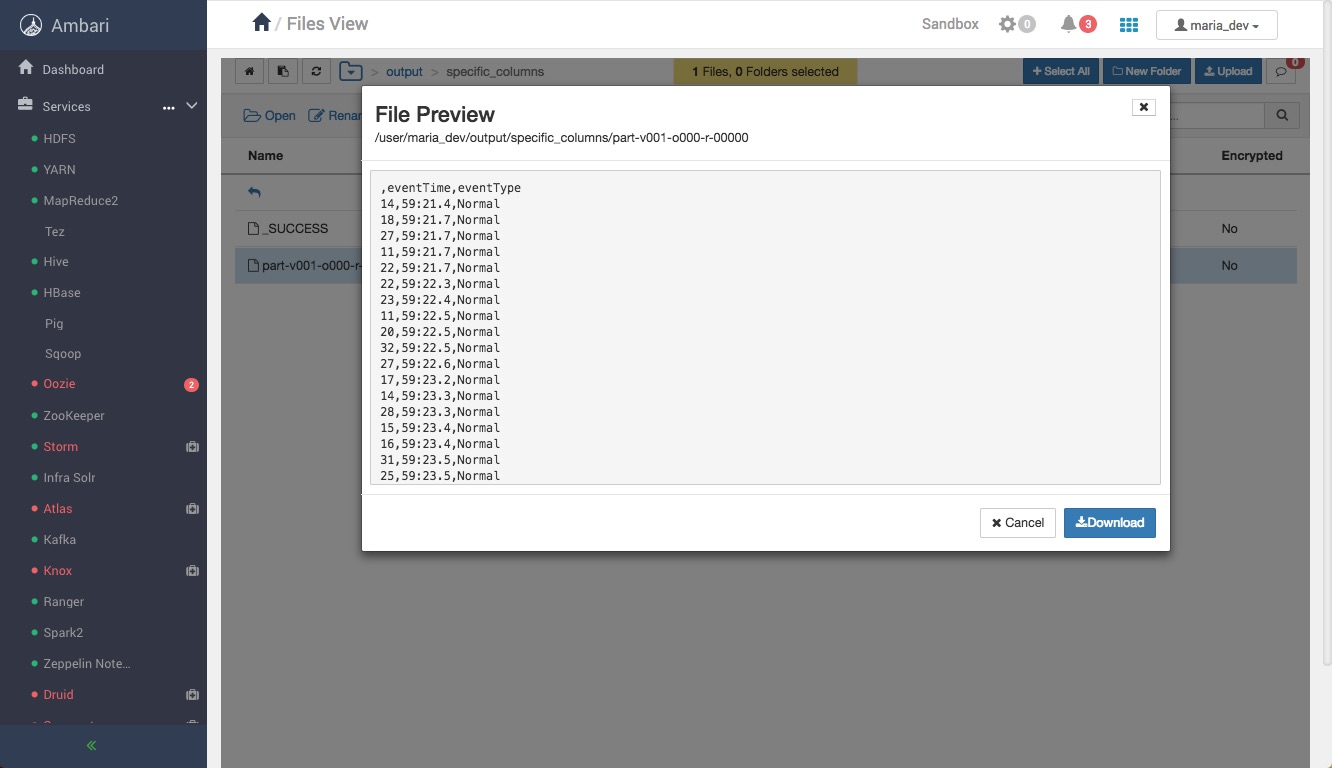 Ambari
Dashboard
Services
HDFS
YARN
MapReduce2
Tez
Hive
HBase
Pig
Sqoop
Oozie 2
ZooKeeper
Storm
Infra Solr
Atlas
Kafka
Knox
Ranger
Spark2
Zeppelin Note...
Druid
«
/ Files View
Sandbox 0 3 maria_dev
> output > specific_columns
1 Files, 0 Folders selected
+ Select All New Folder Upload 0
Open Renam
Name Encrypted
_SUCCESS No
part-v001-o000-r- No
File Preview
/user/maria_dev/output/specific_columns/part-v001-o000-r-00000
,eventTime,eventType
14,59:21.4,Normal
18,59:21.7,Normal
27,59:21.7,Normal
11,59:21.7,Normal
22,59:21.7,Normal
22,59:22.3,Normal
23,59:22.4,Normal
11,59:22.5,Normal
20,59:22.5,Normal
32,59:22.5,Normal
27,59:22.6,Normal
17,59:23.2,Normal
14,59:23.3,Normal
28,59:23.3,Normal
15,59:23.4,Normal
16,59:23.4,Normal
31,59:23.5,Normal
25,59:23.5,Normal
Cancel Download